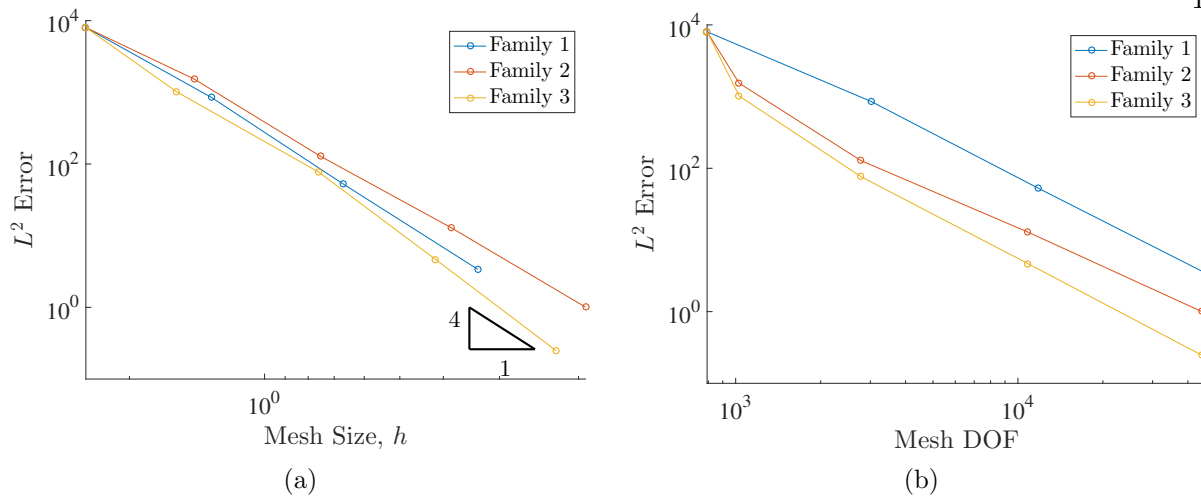 1
10^4
10^2
10^0
L^2 Error
Family 1
Family 2
Family 3
4
1
10^0
Mesh Size, h
(a)
10^4
10^2
10^0
L^2 Error
Family 1
Family 2
Family 3
10^3
10^4
Mesh DOF
(b)